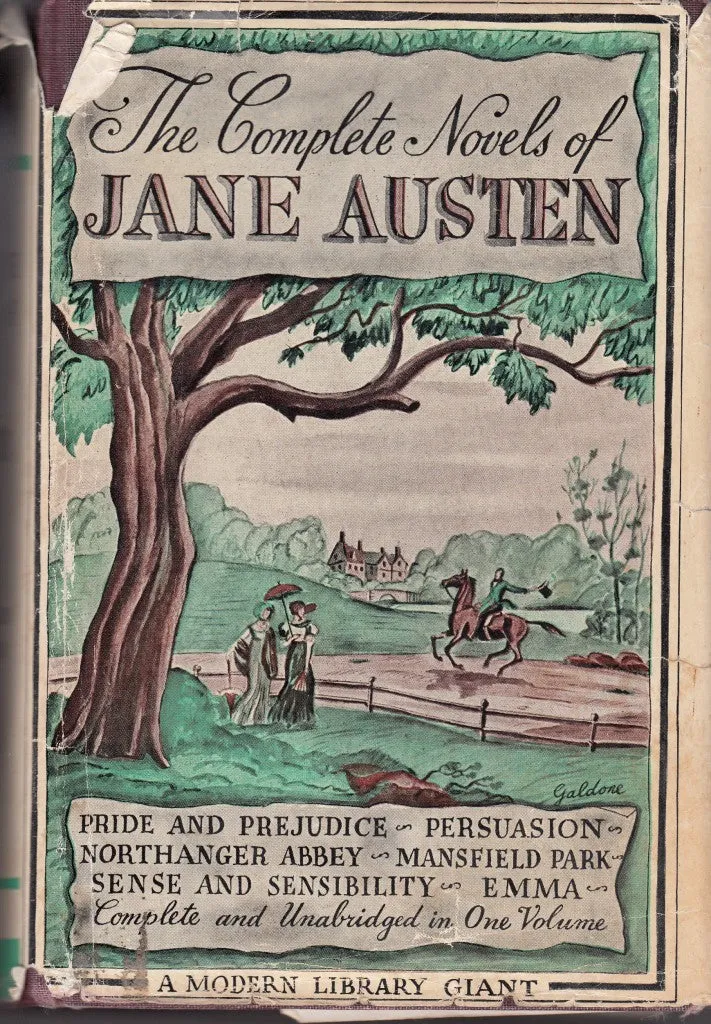 The Complete Novels of
JANE AUSTEN
Galdone
PRIDE AND PREJUDICE ~ PERSUASION ~
NORTHANGER ABBEY ~ MANSFIELD PARK ~
SENSE AND SENSIBILITY ~ EMMA ~
Complete and Unabridged in One Volume
A MODERN LIBRARY GIANT